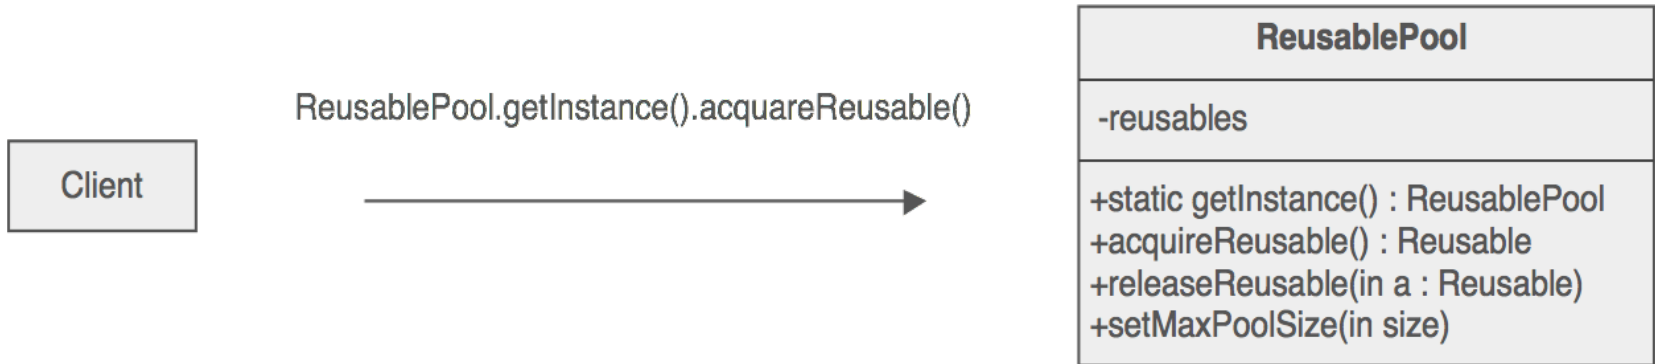 Client
ReusablePool.getInstance().acquareReusable()
ReusablePool
-reusables
+static getInstance() : ReusablePool
+acquireReusable() : Reusable
+releaseReusable(in a : Reusable)
+setMaxPoolSize(in size)